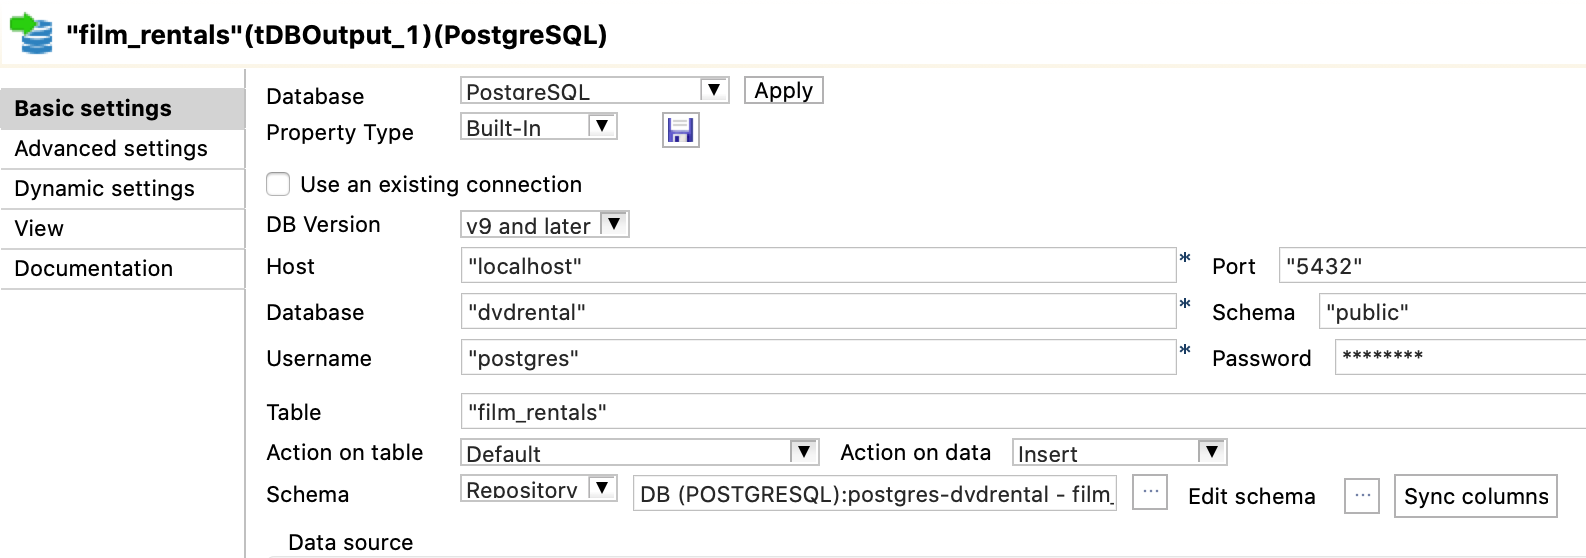 "film_rentals"(tDBOutput_1)(PostgreSQL)
Basic settings
Advanced settings
Dynamic settings
View
Documentation
Database PostgreSQL Apply
Property Type Built-In
Use an existing connection
DB Version v9 and later
Host "localhost" * Port "5432"
Database "dvdrental" * Schema "public"
Username "postgres" * Password ********
Table "film_rentals"
Action on table Default Action on data Insert
Schema Repository DB (POSTGRESQL):postgres-dvdrental - film_ ... Edit schema ... Sync columns
Data source